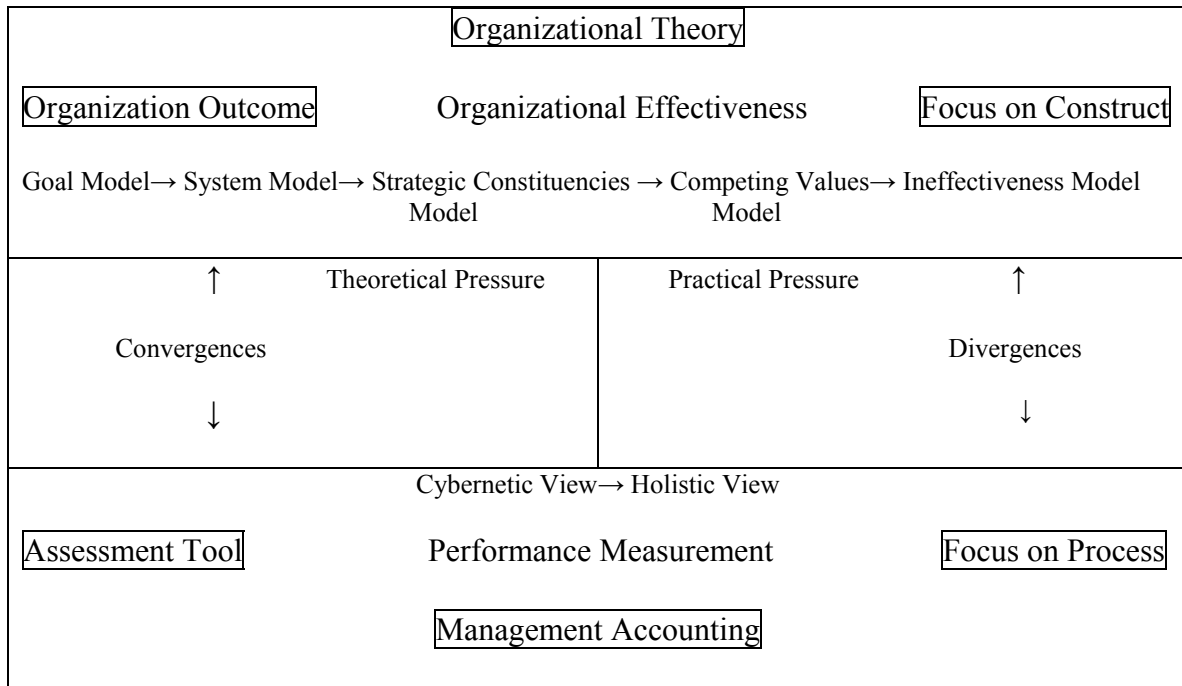 Organizational Theory
Organization Outcome Organizational Effectiveness Focus on Construct
Goal Model→ System Model→ Strategic Constituencies → Competing Values→ Ineffectiveness Model
Model Model
↑ Theoretical Pressure Practical Pressure ↑
Convergences Divergences
↓ ↓
Cybernetic View→ Holistic View
Assessment Tool Performance Measurement Focus on Process
Management Accounting